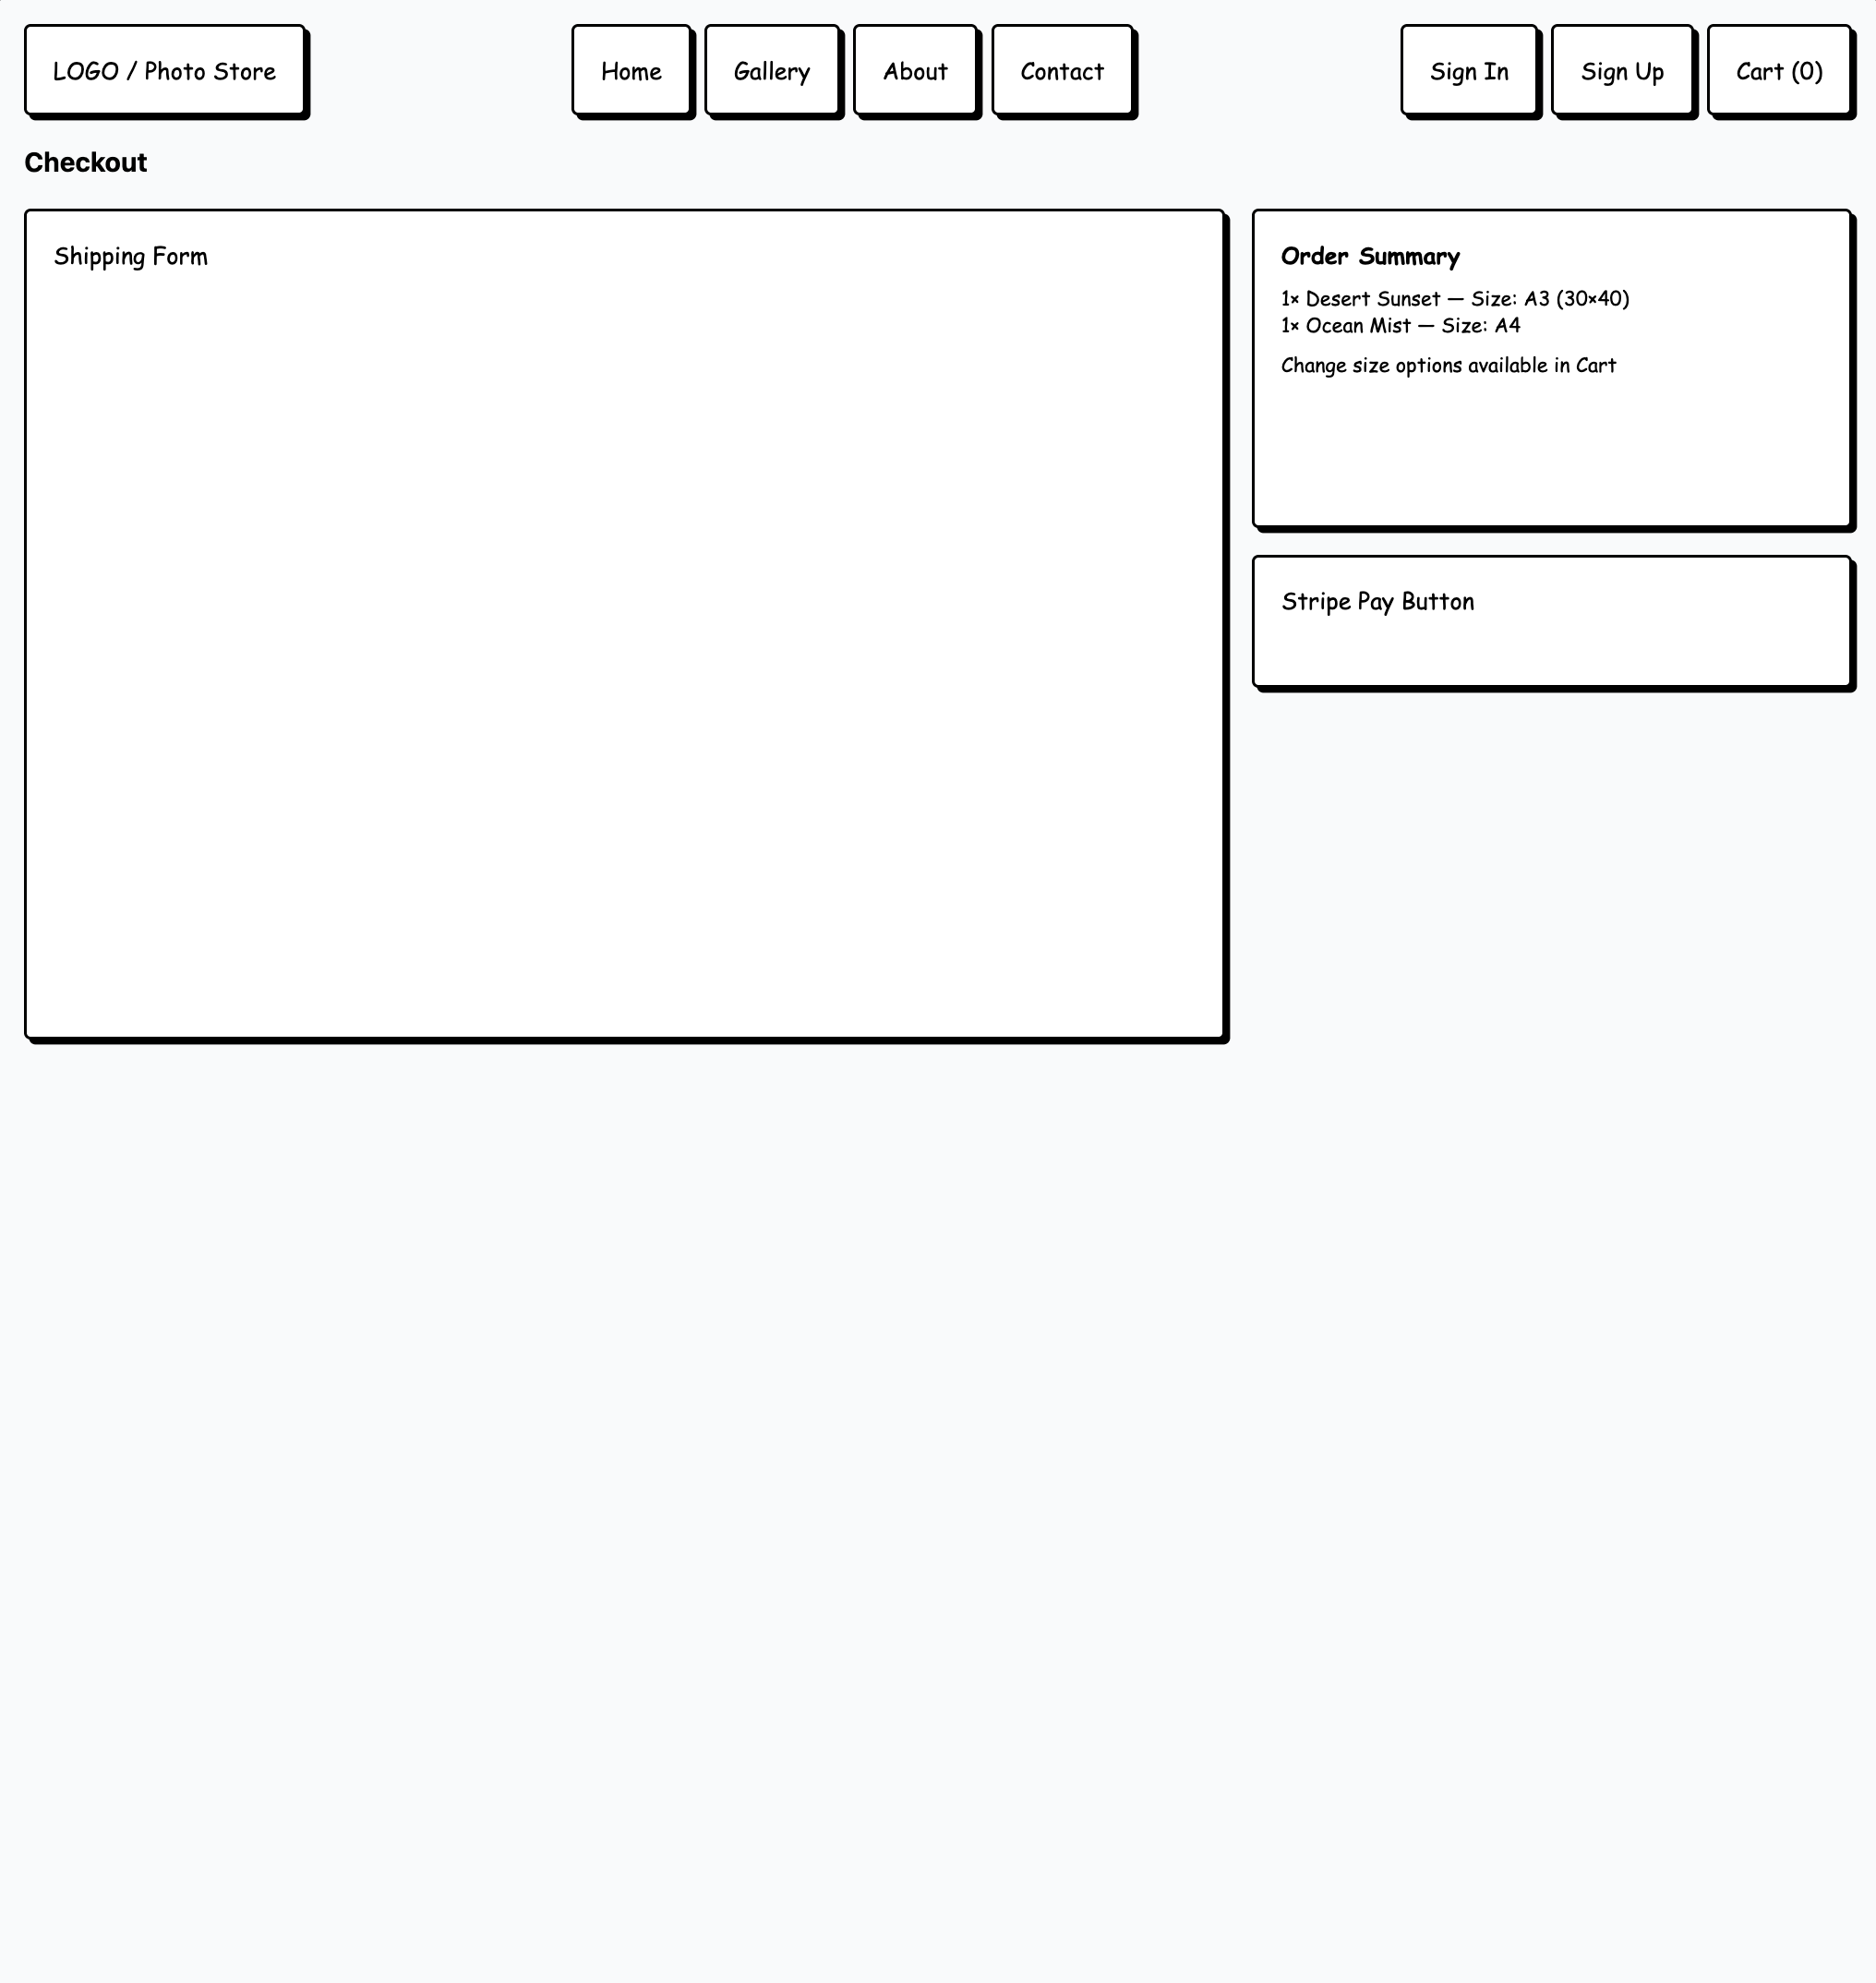 LOGO / Photo Store
Home
Gallery
About
Contact
Sign In
Sign Up
Cart (0)
Checkout
Shipping Form
Order Summary
1× Desert Sunset — Size: A3 (30×40)
1× Ocean Mist — Size: A4
Change size options available in Cart
Stripe Pay Button